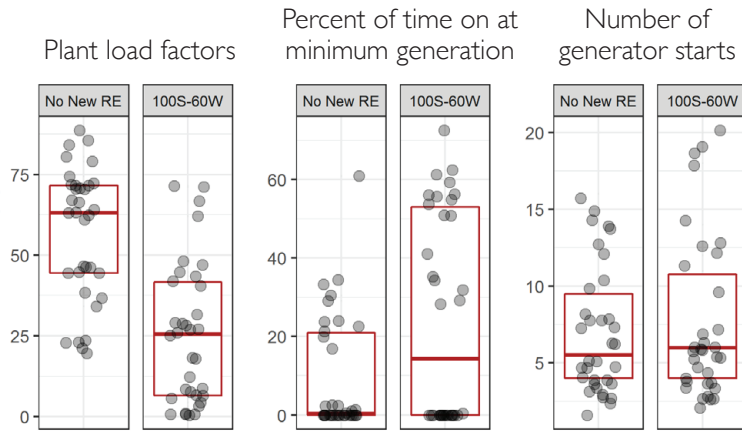 Plant load factors
Percent of time on at
minimum generation
Number of
generator starts
No New RE
100S-60W
No New RE
100S-60W
No New RE
100S-60W
75
50
25
0
60
40
20
0
20
15
10
5